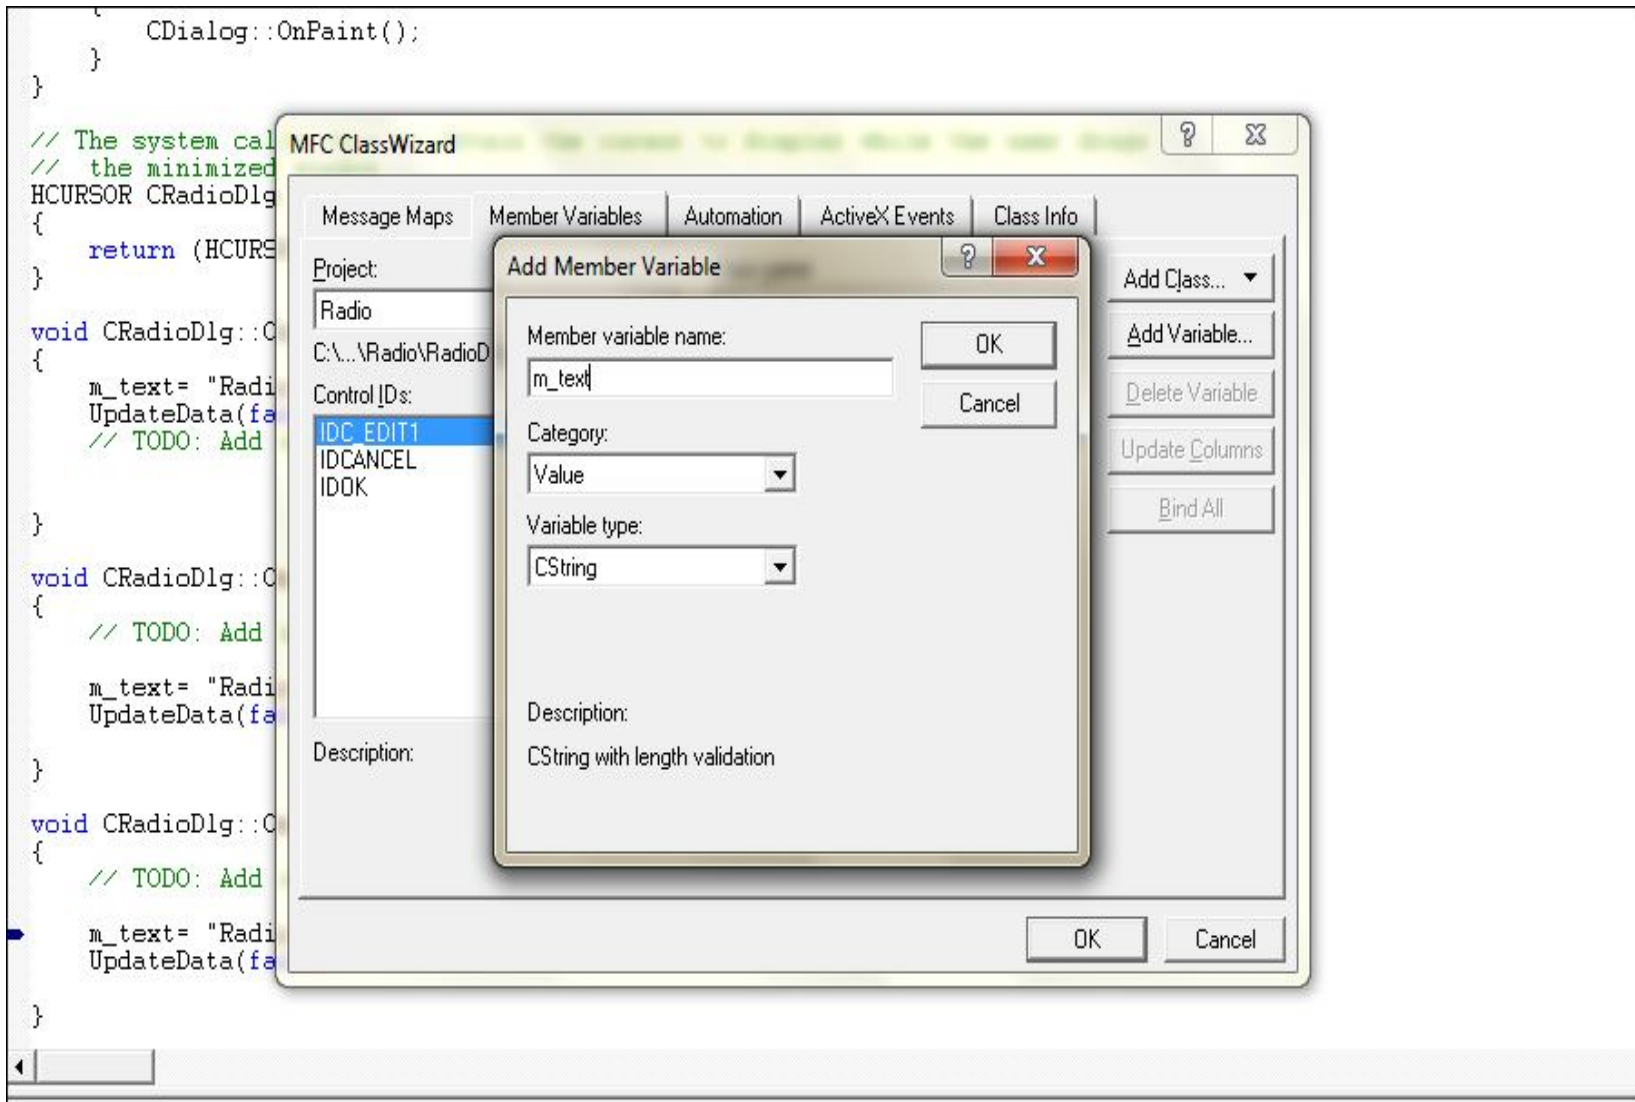 {
CDialog::OnPaint();
}
}
// The system cal
// the minimized
HCURSOR CRadioDlg
{
return (HCURS
}
void CRadioDlg::O
{
m_text= "Radi
UpdateData(fa
// TODO: Add
}
void CRadioDlg::O
{
// TODO: Add
m_text= "Radi
UpdateData(fa
}
void CRadioDlg::O
{
// TODO: Add
m_text= "Radi
UpdateData(fa
}
MFC ClassWizard
Message Maps Member Variables Automation ActiveX Events Class Info
Project:
Radio
C:\...\Radio\RadioD
Control IDs:
IDC_EDIT1
IDCANCEL
IDOK
Description:
Add Member Variable
Member variable name:
m_text
Category:
Value
Variable type:
CString
Description:
CString with length validation
OK
Cancel
Add Class...
Add Variable...
Delete Variable
Update Columns
Bind All
OK Cancel